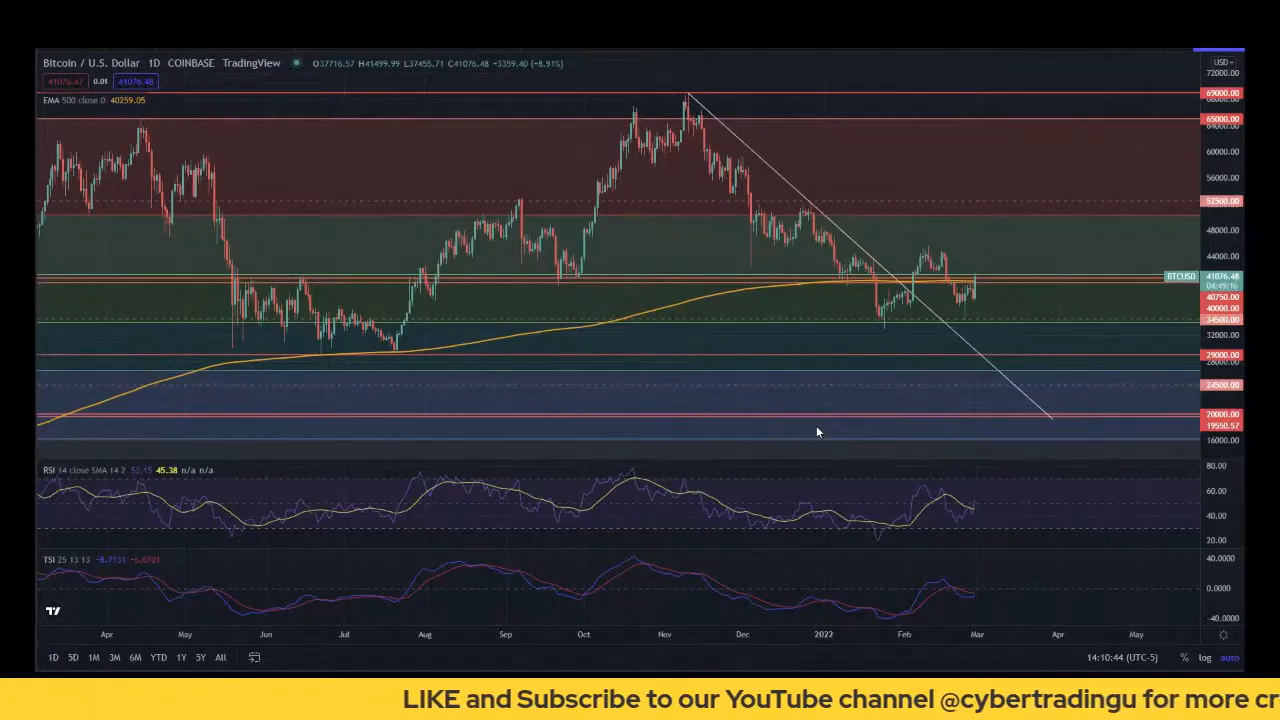 Bitcoin / U.S. Dollar 1D COINBASE TradingView O37716.57 H41499.99 L37455.71 C41076.48 +3359.40 (+8.91%)
USD
41076.47 0.01 41076.48
EMA 500 close 0 40259.05
72000.00
69000.00
65000.00
64000.00
60000.00
56000.00
52500.00
48000.00
44000.00
BTCUSD 41076.48
04:49:16
40750.00
40000.00
34500.00
32000.00
29000.00
28000.00
24500.00
20000.00
19550.57
16000.00
RSI 14 close SMA 14 2 53.15 45.38 n/a n/a
80.00
60.00
40.00
20.00
TSI 25 13 13 -8.7131 -6.6701
40.0000
0.0000
-40.0000
Apr May Jun Jul Aug Sep Oct Nov Dec 2022 Feb Mar Apr May
1D 5D 1M 3M 6M YTD 1Y 5Y All 14:10:44 (UTC-5) % log auto
LIKE and Subscribe to our YouTube channel @cybertradingu for more cr